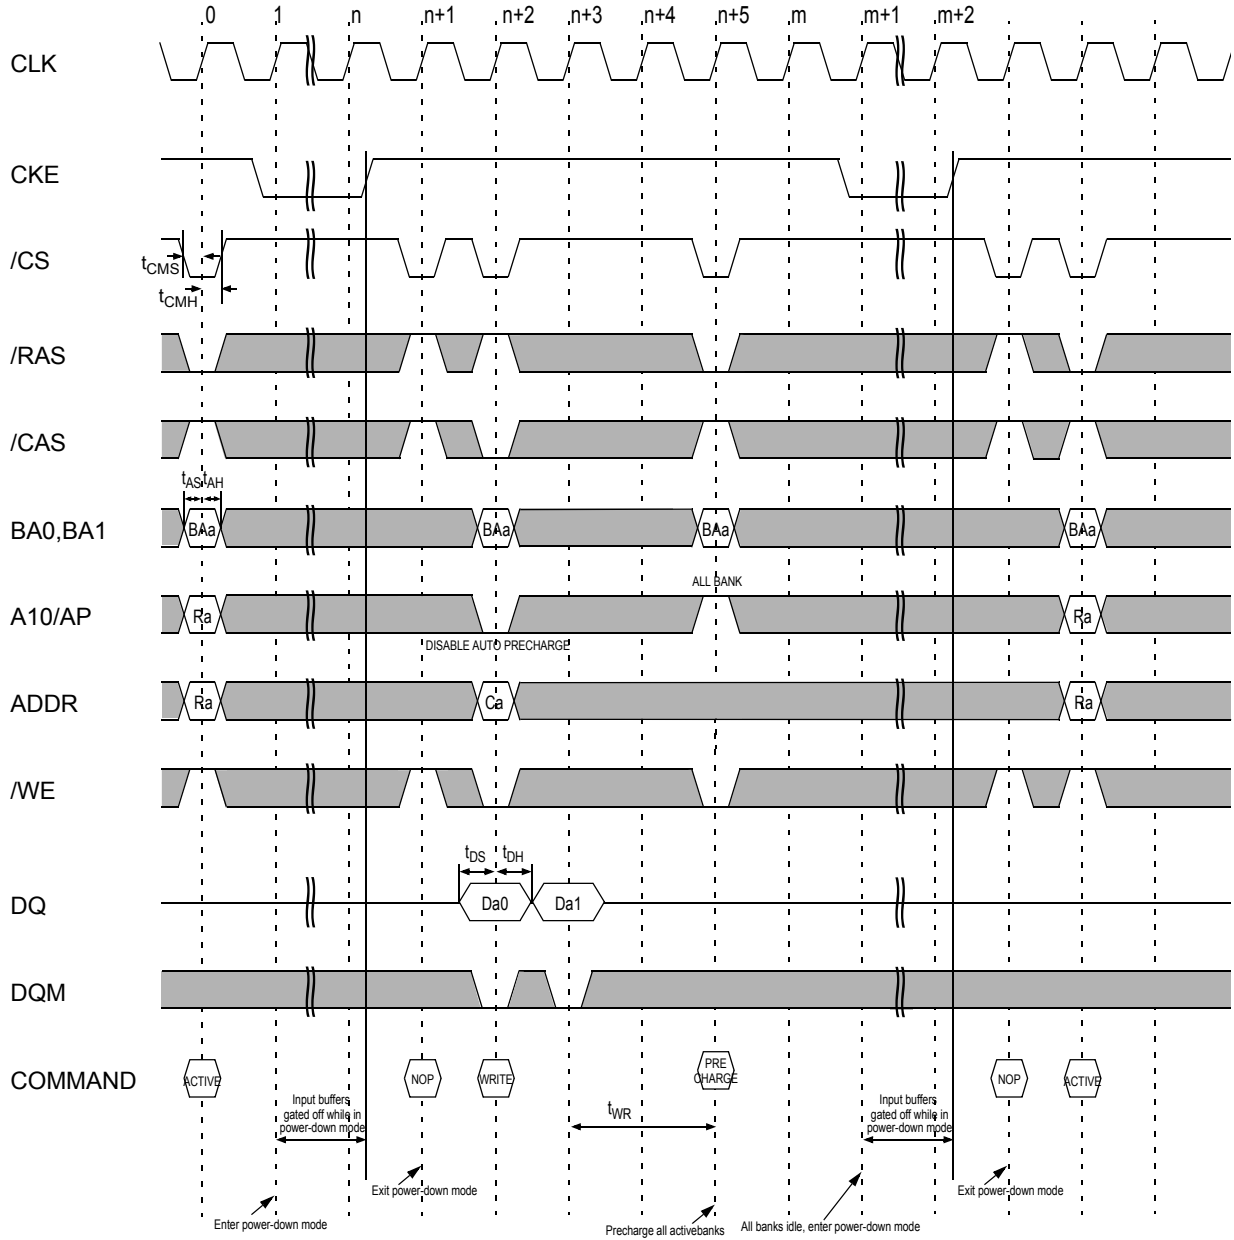 0 1 n n+1 n+2 n+3 n+4 n+5 m m+1 m+2
CLK
CKE
/CS
tCMS
tCMH
/RAS
/CAS
tAS tAH
BA0,BA1 BAa BAa BAa BAa
ALL BANK
A10/AP Ra Ra
DISABLE AUTO PRECHARGE
ADDR Ra Ca Ra
/WE
tDS tDH
DQ Da0 Da1
DQM
COMMAND ACTIVE NOP WRITE PRE CHARGE NOP ACTIVE
Input buffers
gated off while in
power-down mode
tWR
Input buffers
gated off while in
power-down mode
Exit power-down mode
Exit power-down mode
Enter power-down mode
Precharge all activebanks
All banks idle, enter power-down mode